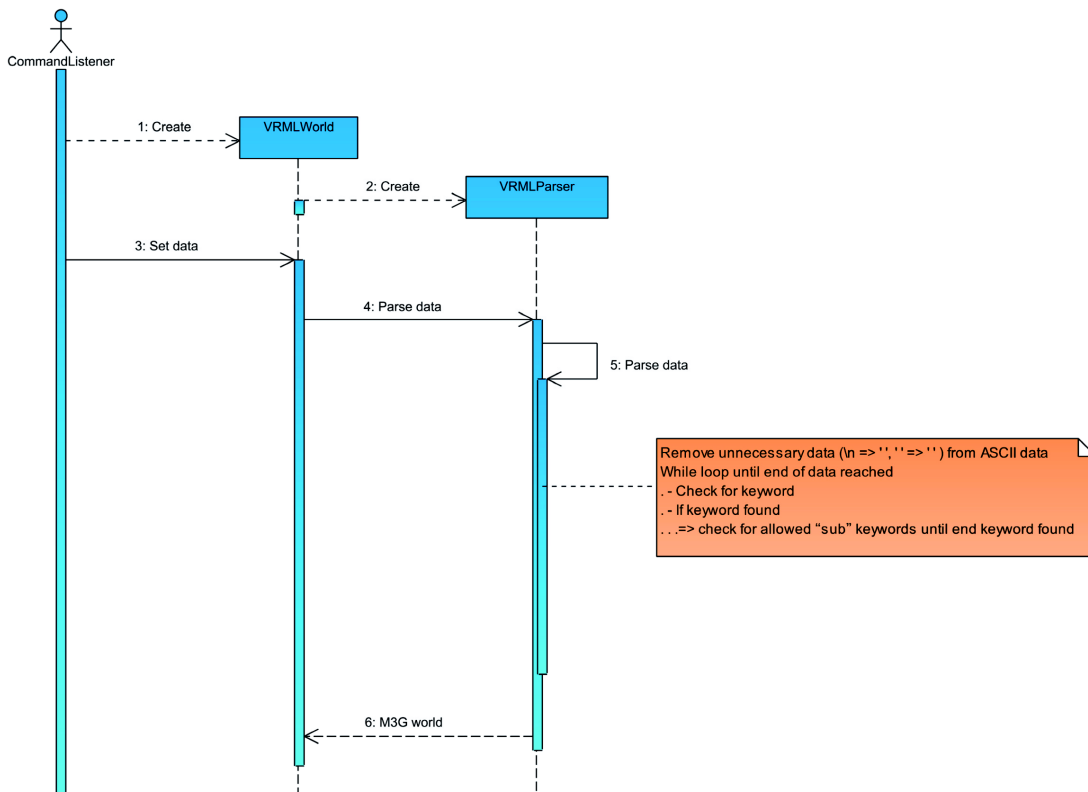 CommandListener
1: Create
VRMLWorld
2: Create
VRMLParser
3: Set data
4: Parse data
5: Parse data
Remove unnecessary data (\n => ' ', ' ' => ' ' ) from ASCII data
While loop until end of data reached
. - Check for keyword
. - If keyword found
. . .=> check for allowed “sub” keywords until end keyword found
6: M3G world